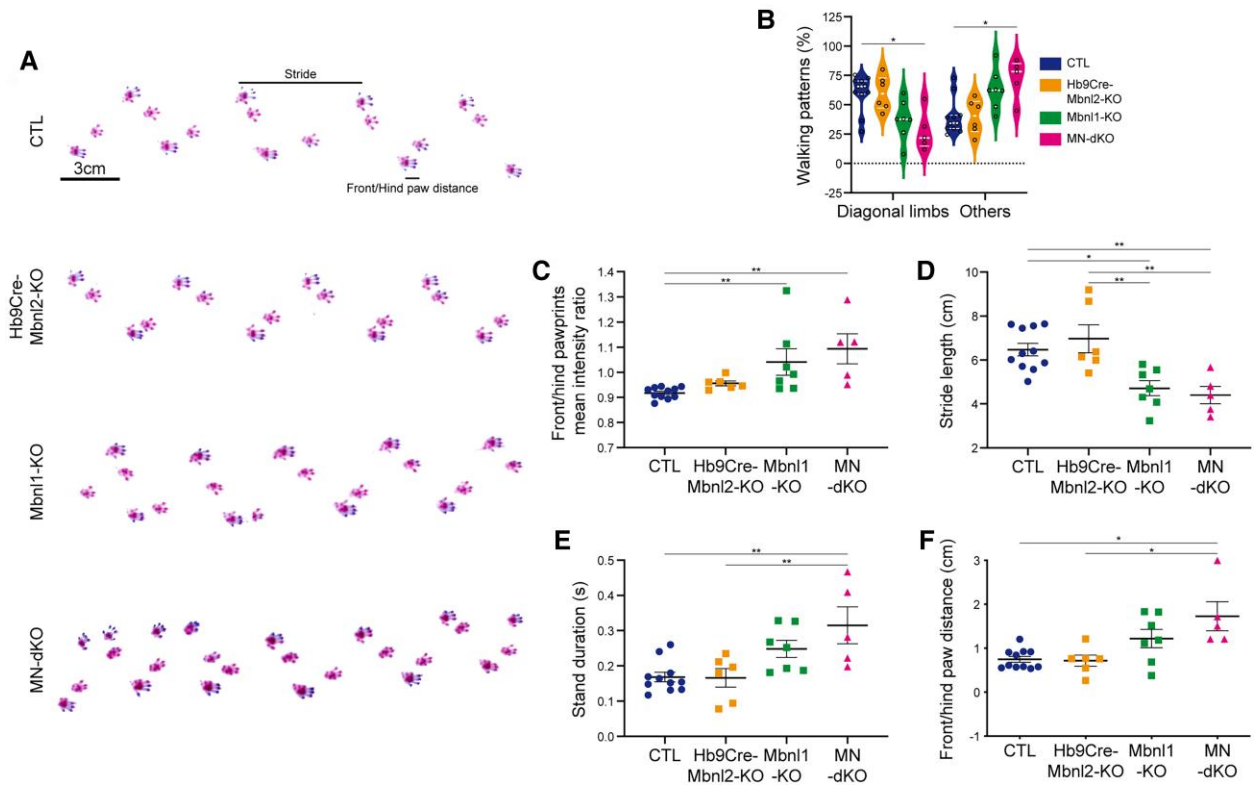 A
CTL
Stride
3cm
Front/Hind paw distance
Hb9Cre-
Mbnl2-KO
Mbnl1-KO
MN-dKO
B
Walking patterns (%)
125
100
75
50
25
0
-25
*
*
Diagonal limbs
Others
CTL
Hb9Cre-
Mbnl2-KO
Mbnl1-KO
MN-dKO
C
Front/hind pawprints
mean intensity ratio
1.4
1.3
1.2
1.1
1.0
0.9
0.8
0.7
**
**
CTL
Hb9Cre-
Mbnl2-KO
Mbnl1
-KO
MN
-dKO
D
Stride length (cm)
10
8
6
4
2
**
*
**
**
CTL
Hb9Cre-
Mbnl2-KO
Mbnl1
-KO
MN
-dKO
E
Stand duration (s)
0.5
0.4
0.3
0.2
0.1
0.0
**
**
CTL
Hb9Cre-
Mbnl2-KO
Mbnl1
-KO
MN
-dKO
F
Front/hind paw distance (cm)
3
2
1
0
-1
*
*
CTL
Hb9Cre-
Mbnl2-KO
Mbnl1
-KO
MN
-dKO